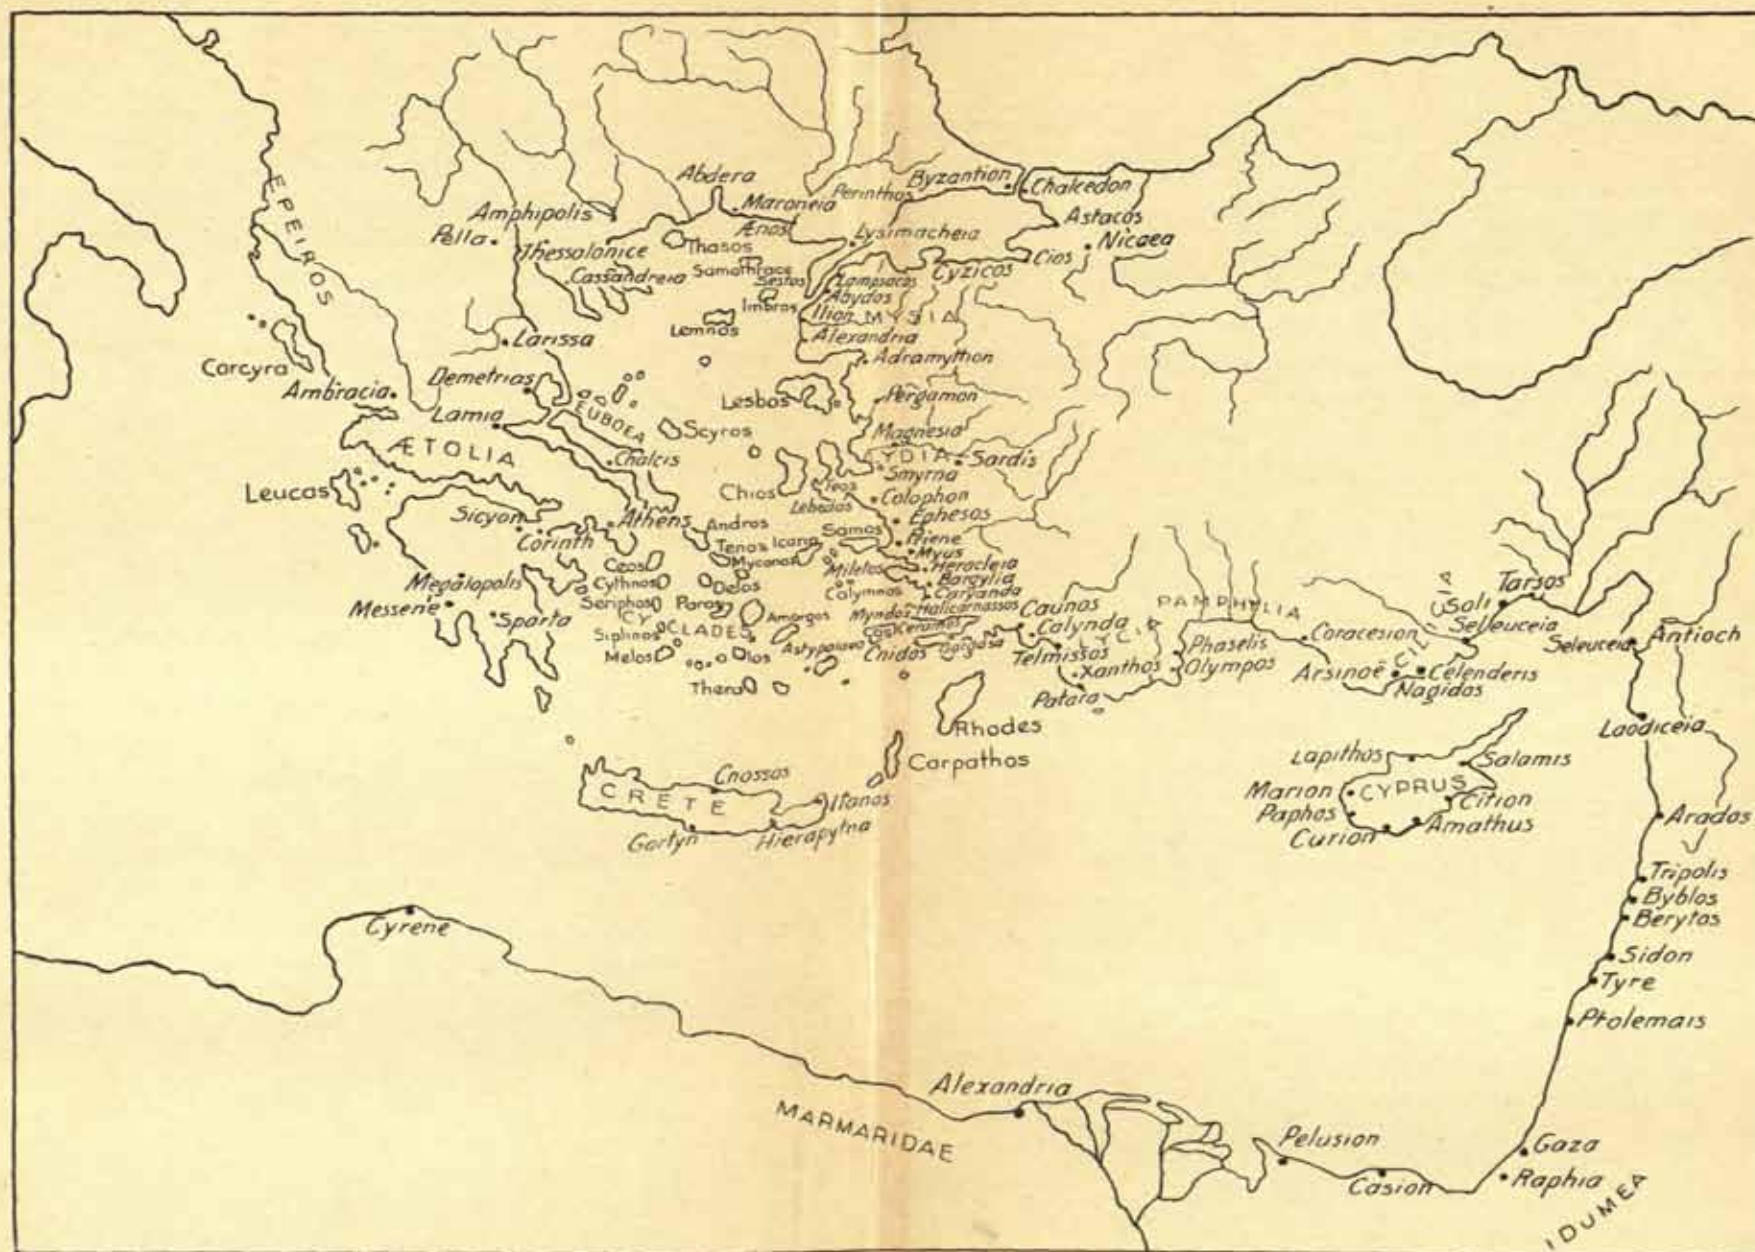 EPEIROS
Abdera
Maroneia
Perinthos
Byzantion
Chalcedon
Amphipolis
Ænos
Astacos
Pella
Thessalonice
Thasos
Lysimacheia
Nicaea
Cios
Cyzicos
Cassandreia
Samothrace
Sestos
Lampsacos
Abydos
Imbros
Ilion
MYSIA
Lemnos
Larissa
Alexandria
Adramyttion
Corcyra
Ambracia
Demetrias
Lesbos
Pergamon
Lamia
EUBOEA
Scyros
Magnesia
ÆTOLIA
LYDIA
Sardis
Chalcis
Smyrna
Leucas
Chios
Teos
Lebedos
Colophon
Sicyon
Athens
Andros
Ephesos
Corinth
Tenos
Icaria
Samos
Priene
Myus
Ceos
Myconos
Miletos
Heracleia
Megalopolis
Cythnos
Delos
Bargylia
Calymnos
Caryanda
Messene
Seriphos
Paros
Amorgos
Myndos
Halicarnassos
Caunos
PAMPHYLIA
CILICIA
Tarsos
Soli
Sparta
CYCLADES
Cos
Ceramos
Calynda
LYCIA
Coracesion
Seleuceia
Siplinos
Astypalaea
Cnidos
Telmissos
Phaselis
Seleuceia
Antioch
Melos
Ios
Xanthos
Olympos
Arsinoë
Celenderis
Thera
Patara
Nagidos
Rhodes
Laodiceia
Carpathos
Lapithos
Salamis
Cnossos
CRETE
Itanos
Marion
CYPRUS
Cition
Paphos
Amathus
Arados
Gortyn
Hierapytna
Curion
Tripolis
Byblos
Berytos
Cyrene
Sidon
Tyre
Ptolemais
Alexandria
MARMARIDAE
Pelusion
Gaza
Casion
Raphia
IDUMEA